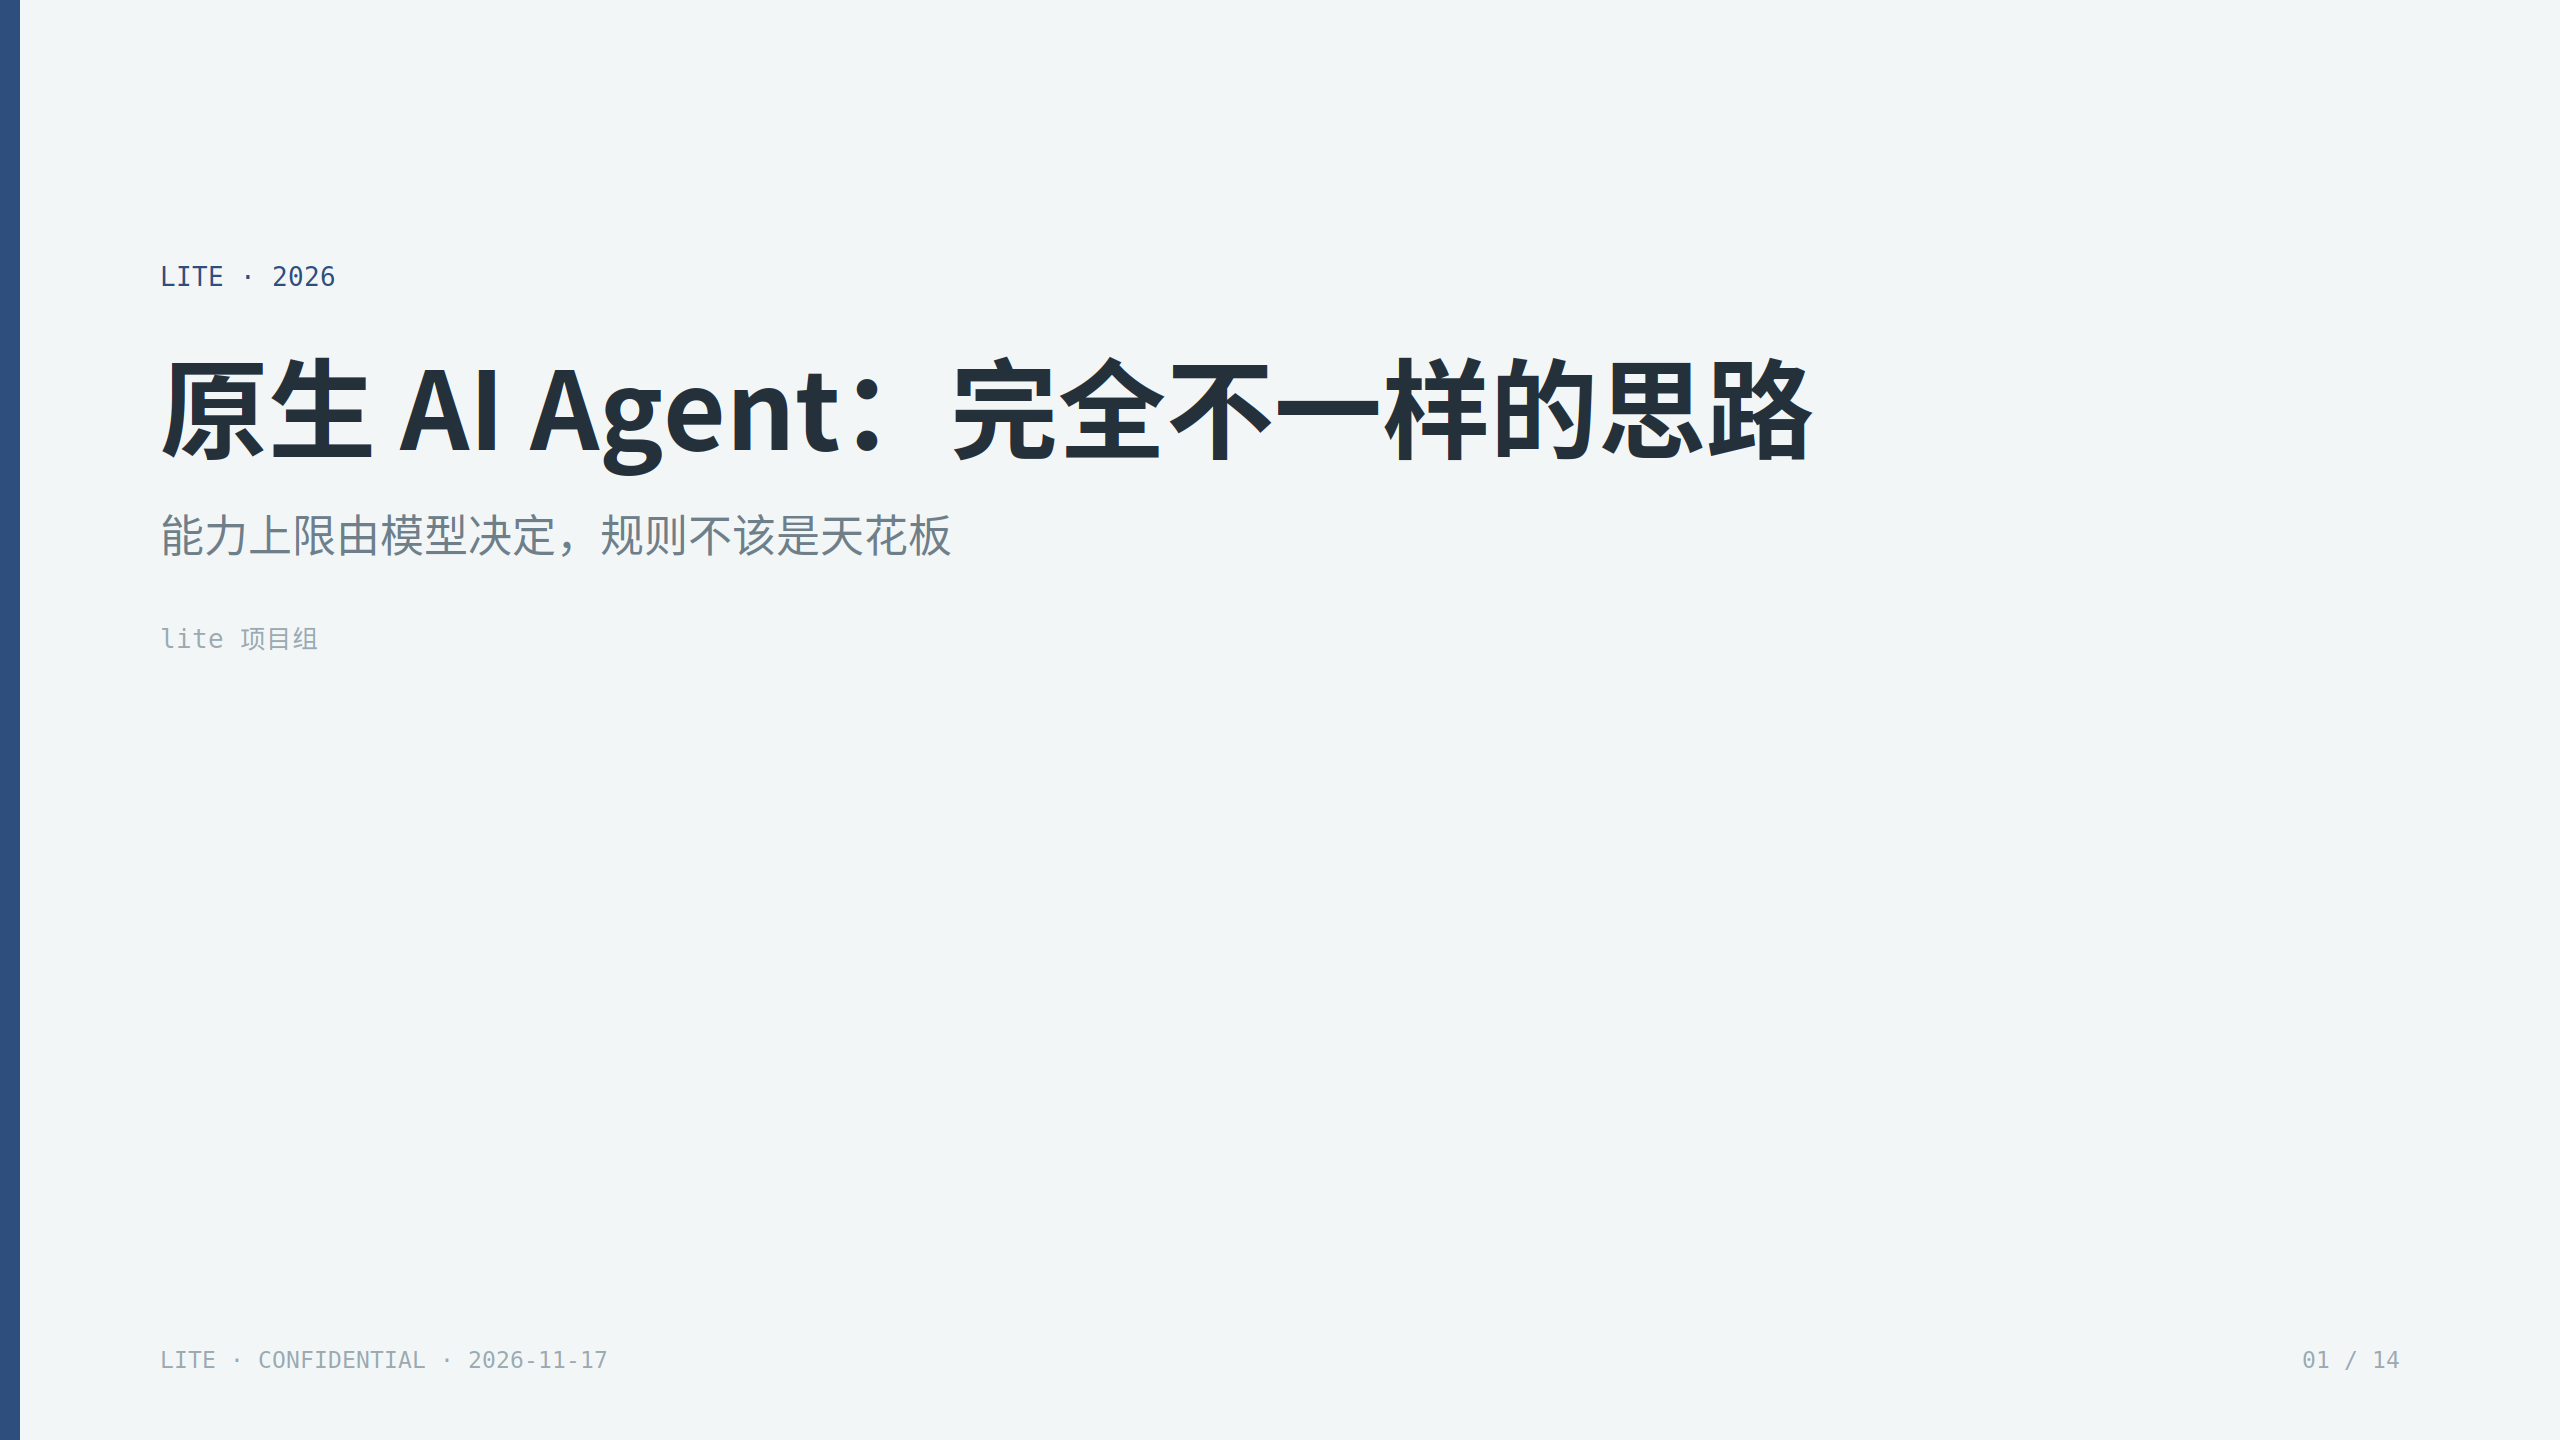 LITE · 2026
原生 AI Agent：完全不一样的思路
能力上限由模型决定，规则不该是天花板
lite 项目组
LITE · CONFIDENTIAL · 2026-11-17
01 / 14